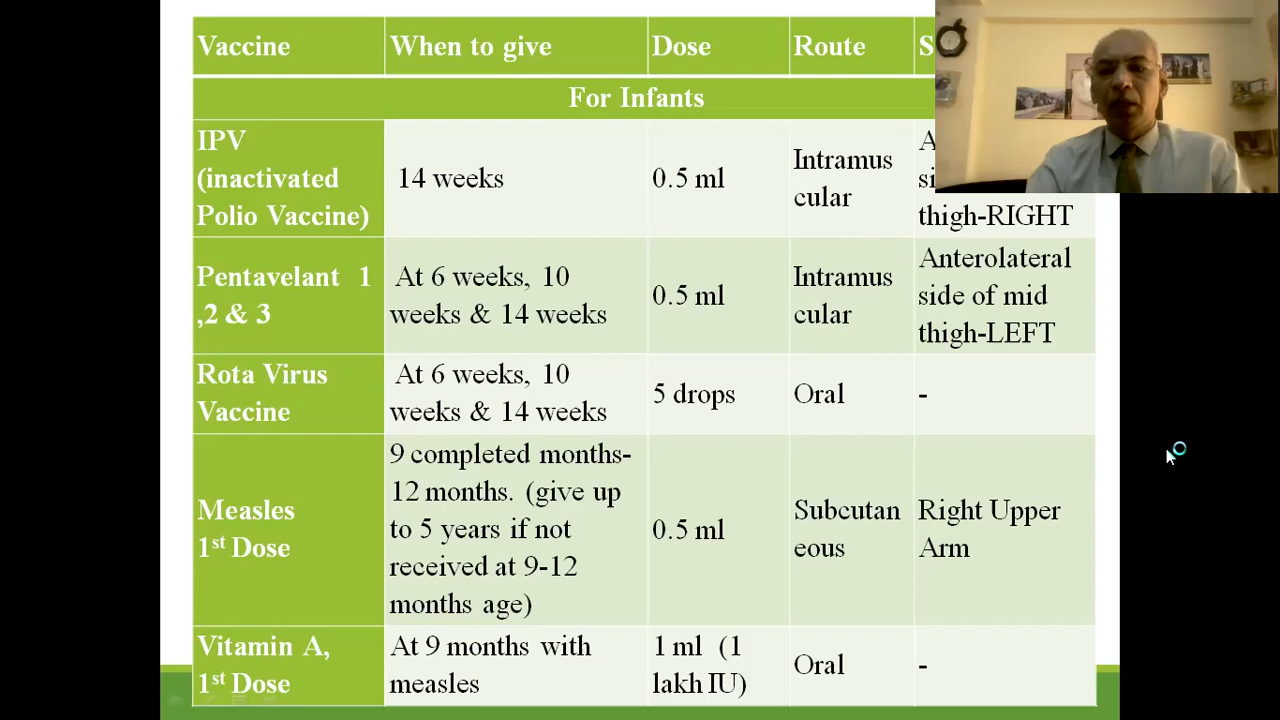 Vaccine When to give Dose Route
For Infants
IPV
(inactivated
Polio Vaccine)
14 weeks
0.5 ml
Intramus
cular
thigh-RIGHT
Pentavelant 1
,2 & 3
At 6 weeks, 10
weeks & 14 weeks
0.5 ml
Intramus
cular
Anterolateral
side of mid
thigh-LEFT
Rota Virus
Vaccine
At 6 weeks, 10
weeks & 14 weeks
5 drops
Oral
-
Measles
1st Dose
9 completed months-
12 months. (give up
to 5 years if not
received at 9-12
months age)
0.5 ml
Subcutan
eous
Right Upper
Arm
Vitamin A,
1st Dose
At 9 months with
measles
1 ml (1
lakh IU)
Oral
-